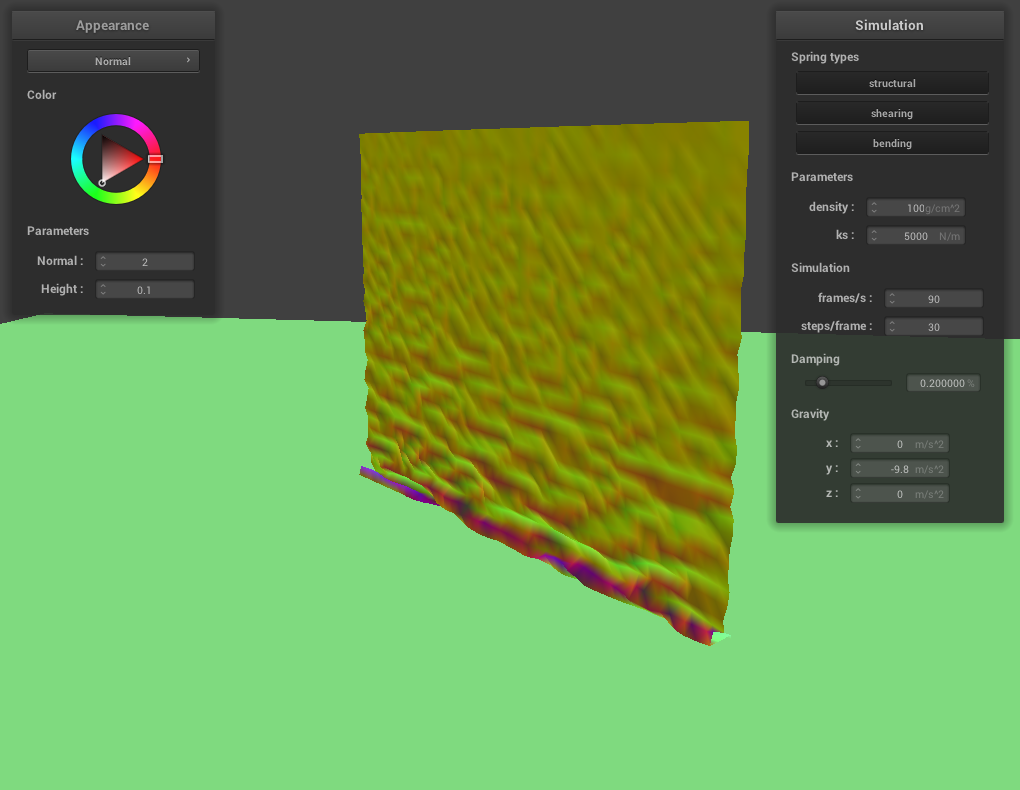 Appearance
Normal ›
Color
Parameters
Normal : 2
Height : 0.1
Simulation
Spring types
structural
shearing
bending
Parameters
density : 100 g/cm^2
ks : 5000 N/m
Simulation
frames/s : 90
steps/frame : 30
Damping
0.200000 %
Gravity
x : 0 m/s^2
y : -9.8 m/s^2
z : 0 m/s^2